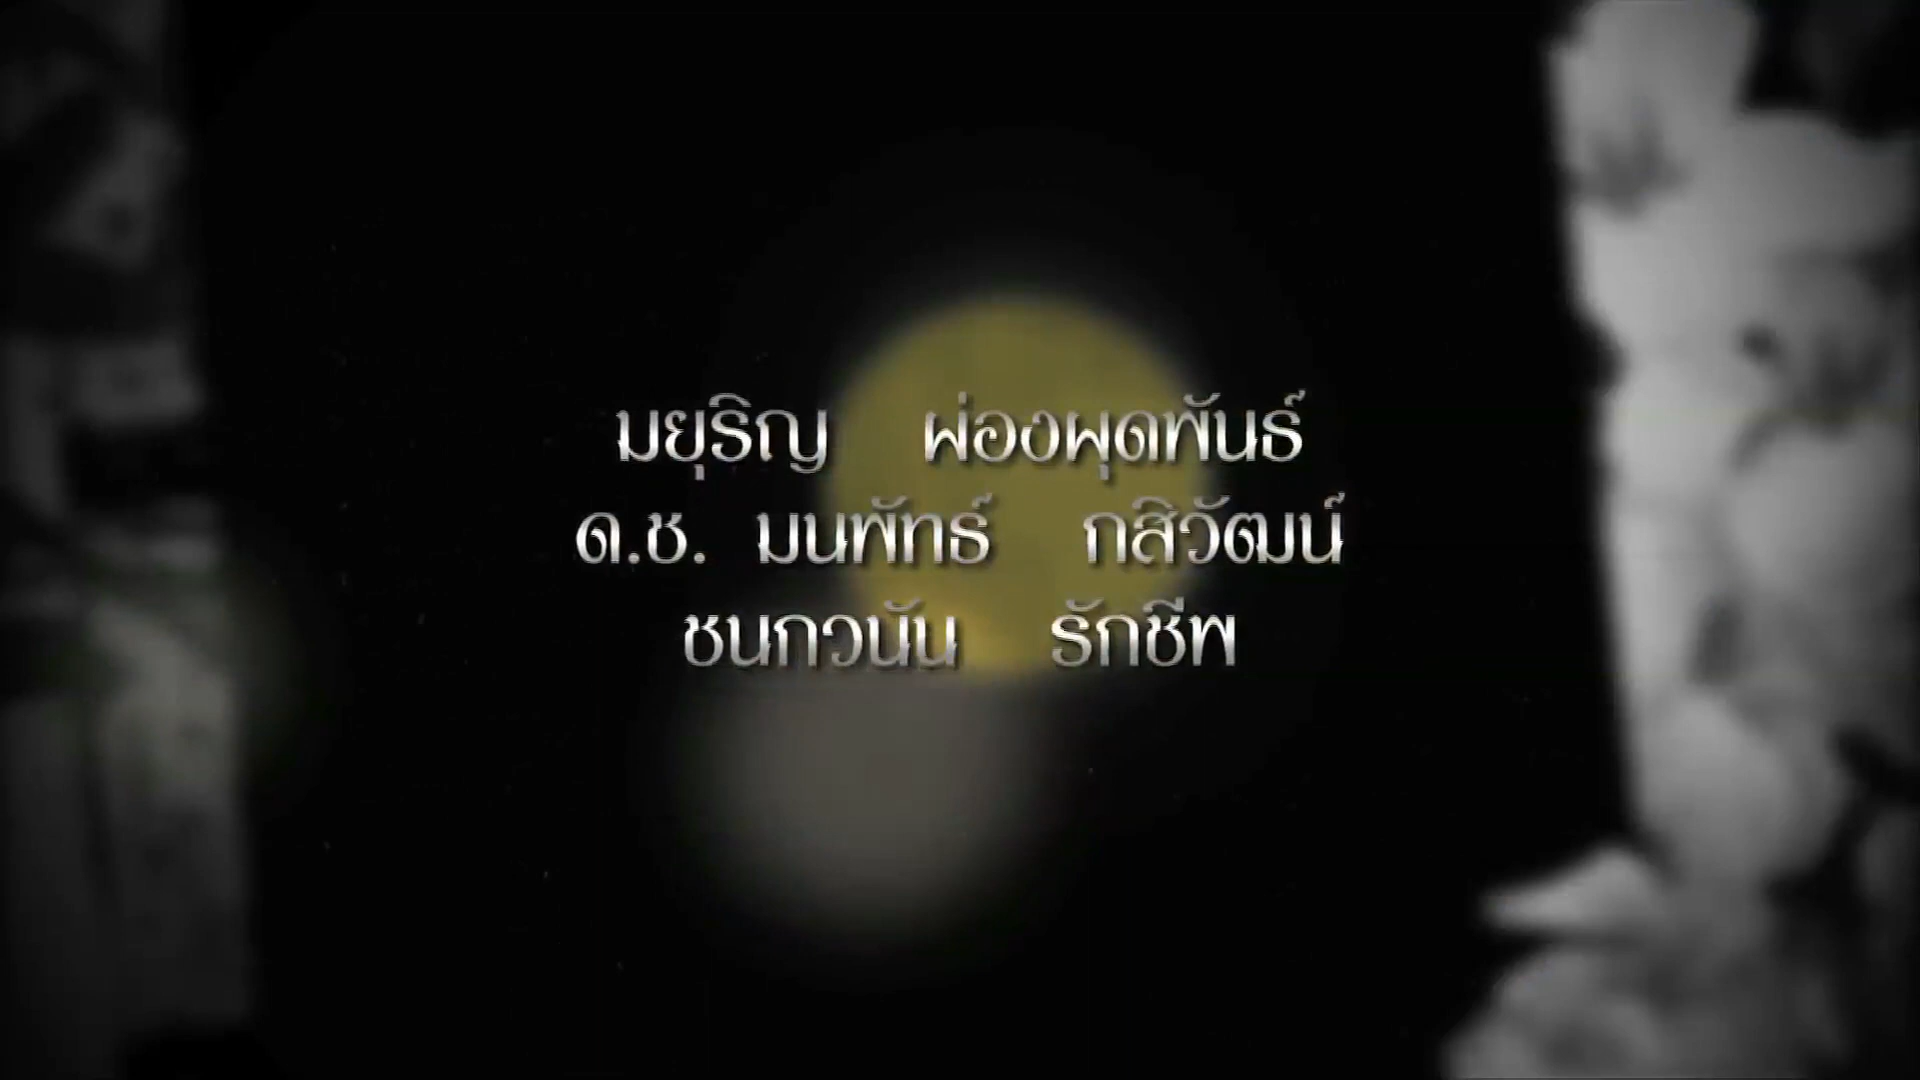 มยุริญ ผ่องผุดพันธ์
ด.ช. มนพัทธ์ กสิวัฒน์
ชนกวนัน รักชีพ